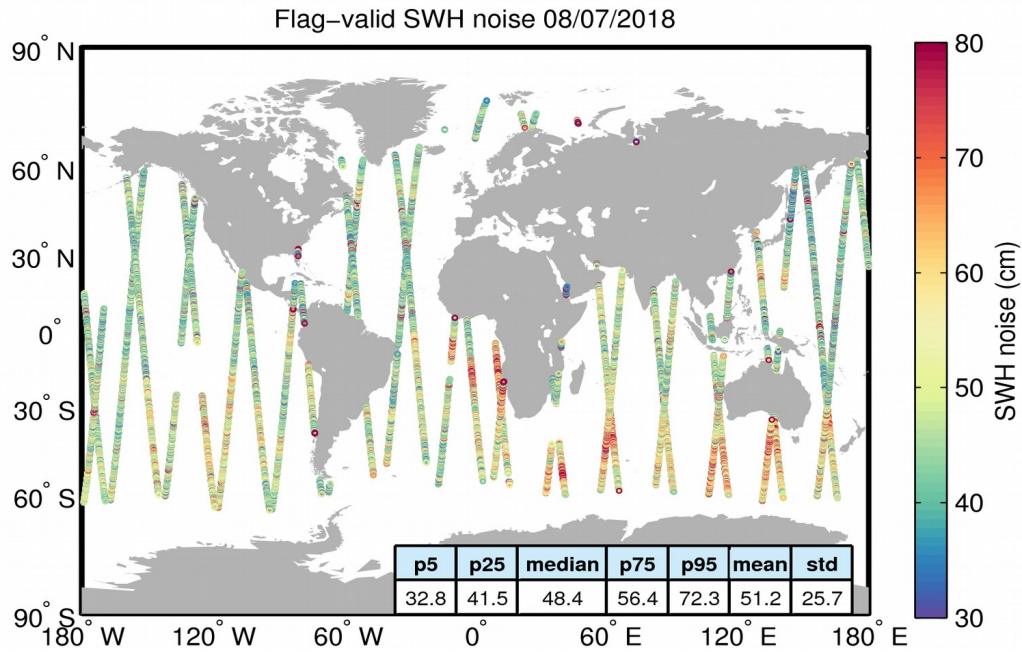 Flag−valid SWH noise 08/07/2018
90° N
60° N
30° N
0°
30° S
60° S
90° S
180° W
120° W
60° W
0°
60° E
120° E
180° E
80
70
60
50
40
30
SWH noise (cm)
p5 p25 median p75 p95 mean std
32.8 41.5 48.4 56.4 72.3 51.2 25.7